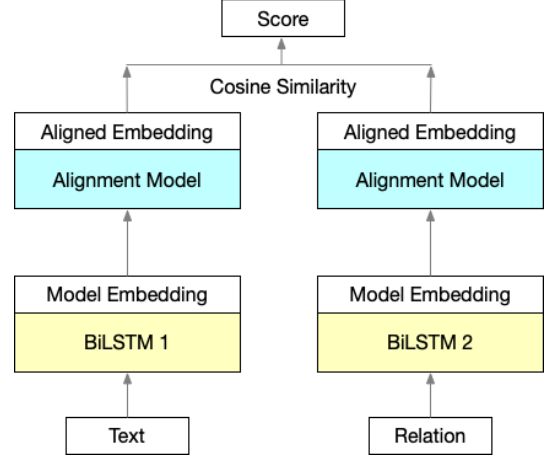 Score
Cosine Similarity
Aligned Embedding Aligned Embedding
Alignment Model Alignment Model
Model Embedding Model Embedding
BiLSTM 1 BiLSTM 2
Text Relation